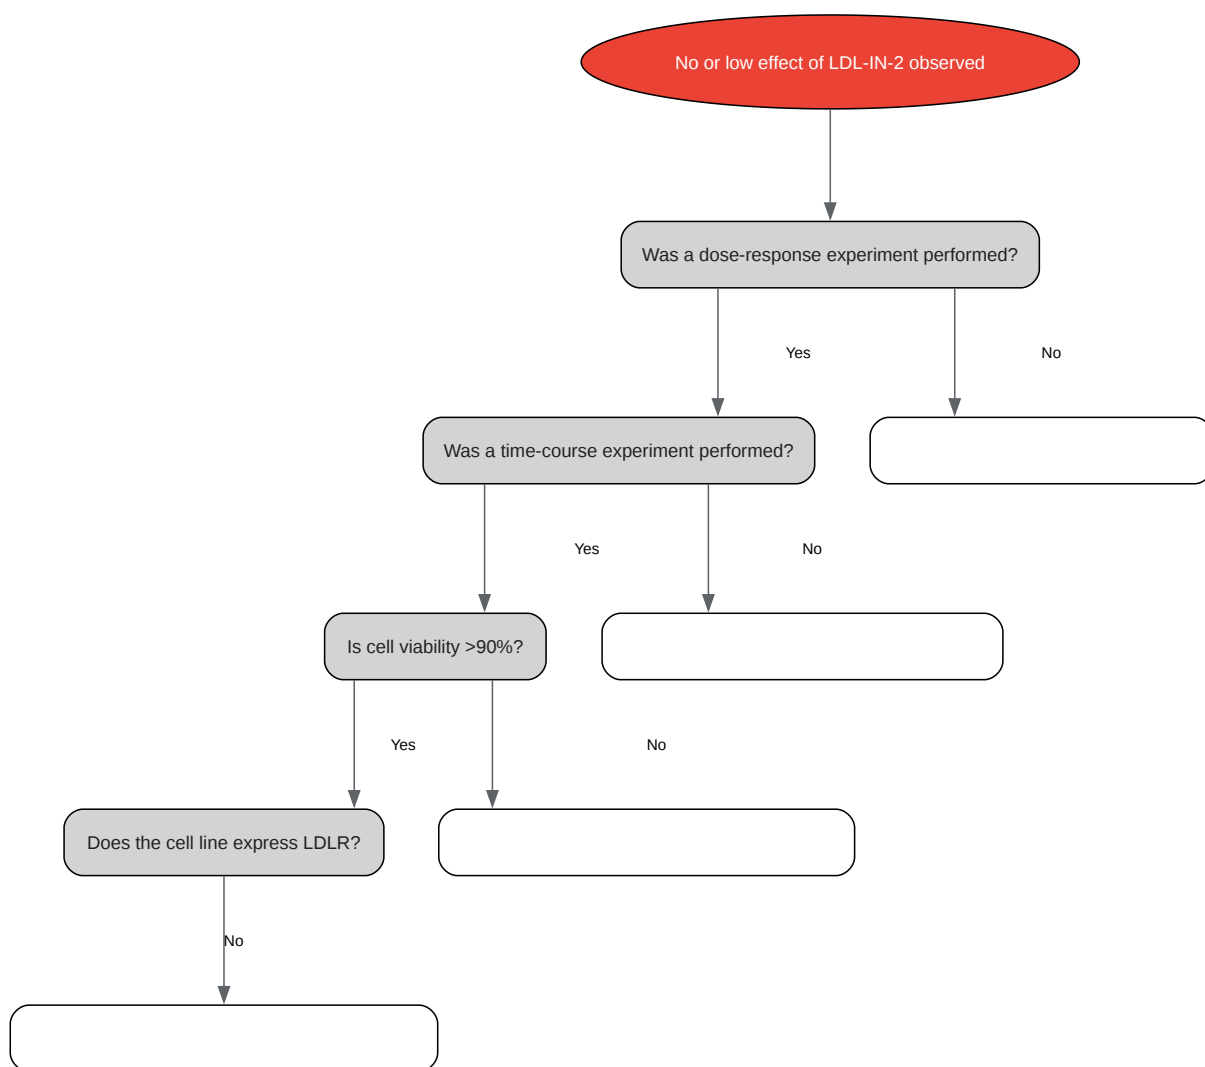 No or low effect of LDL-IN-2 observed
Was a dose-response experiment performed?
Yes
No
Was a time-course experiment performed?
Yes
No
Is cell viability >90%?
Yes
No
Does the cell line express LDLR?
No